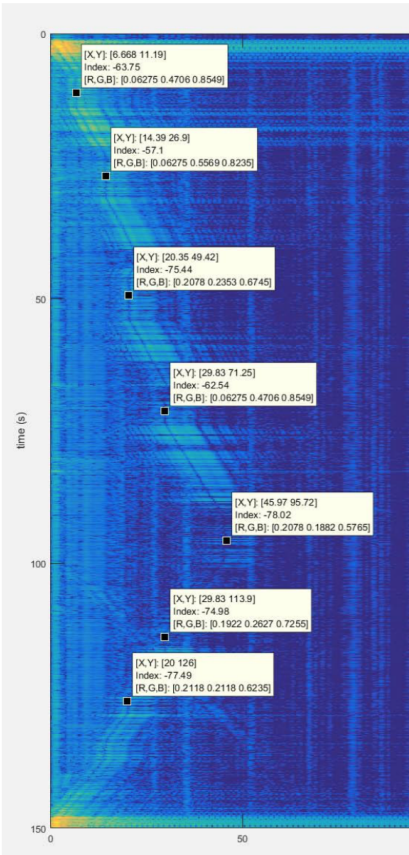 0
[X,Y]: [6.668 11.19]
Index: -63.75
[R,G,B]: [0.06275 0.4706 0.8549]
[X,Y]: [14.39 26.9]
Index: -57.1
[R,G,B]: [0.06275 0.5569 0.8235]
[X,Y]: [20.35 49.42]
Index: -75.44
[R,G,B]: [0.2078 0.2353 0.6745]
50
[X,Y]: [29.83 71.25]
Index: -62.54
[R,G,B]: [0.06275 0.4706 0.8549]
time (s)
[X,Y]: [45.97 95.72]
Index: -78.02
[R,G,B]: [0.2078 0.1882 0.5765]
100
[X,Y]: [29.83 113.9]
Index: -74.98
[R,G,B]: [0.1922 0.2627 0.7255]
[X,Y]: [20 126]
Index: -77.49
[R,G,B]: [0.2118 0.2118 0.6235]
150
0
50